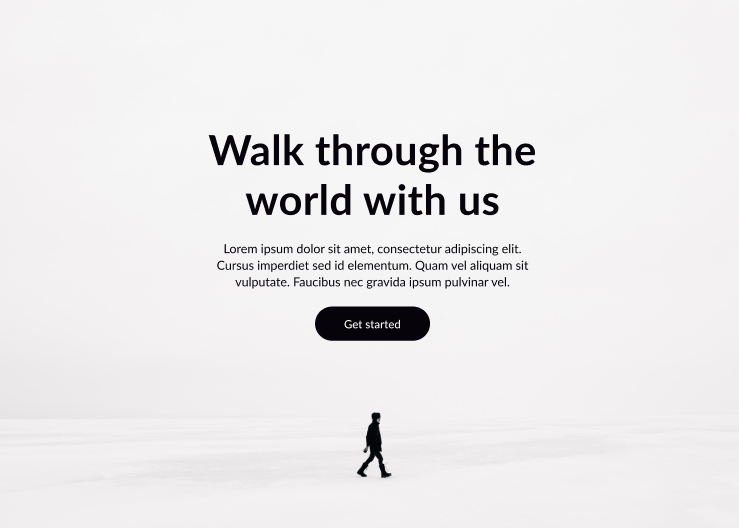 Walk through the
world with us
Lorem ipsum dolor sit amet, consectetur adipiscing elit.
Cursus imperdiet sed id elementum. Quam vel aliquam sit
vulputate. Faucibus nec gravida ipsum pulvinar vel.
Get started